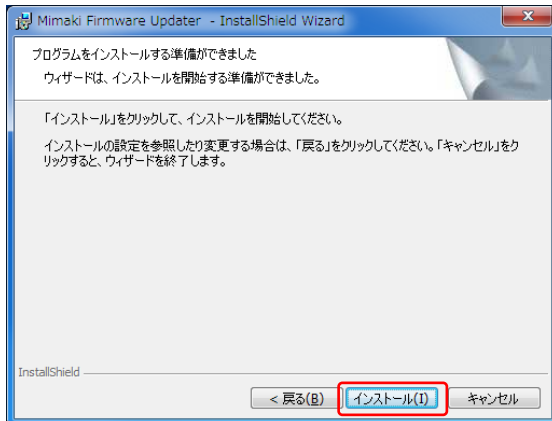 Mimaki Firmware Updater - InstallShield Wizard
プログラムをインストールする準備ができました
ウィザードは、インストールを開始する準備ができました。
「インストール」をクリックして、インストールを開始してください。
インストールの設定を参照したり変更する場合は、「戻る」をクリックしてください。「キャンセル」をク
リックすると、ウィザードを終了します。
InstallShield
< 戻る(B)
インストール(I)
キャンセル